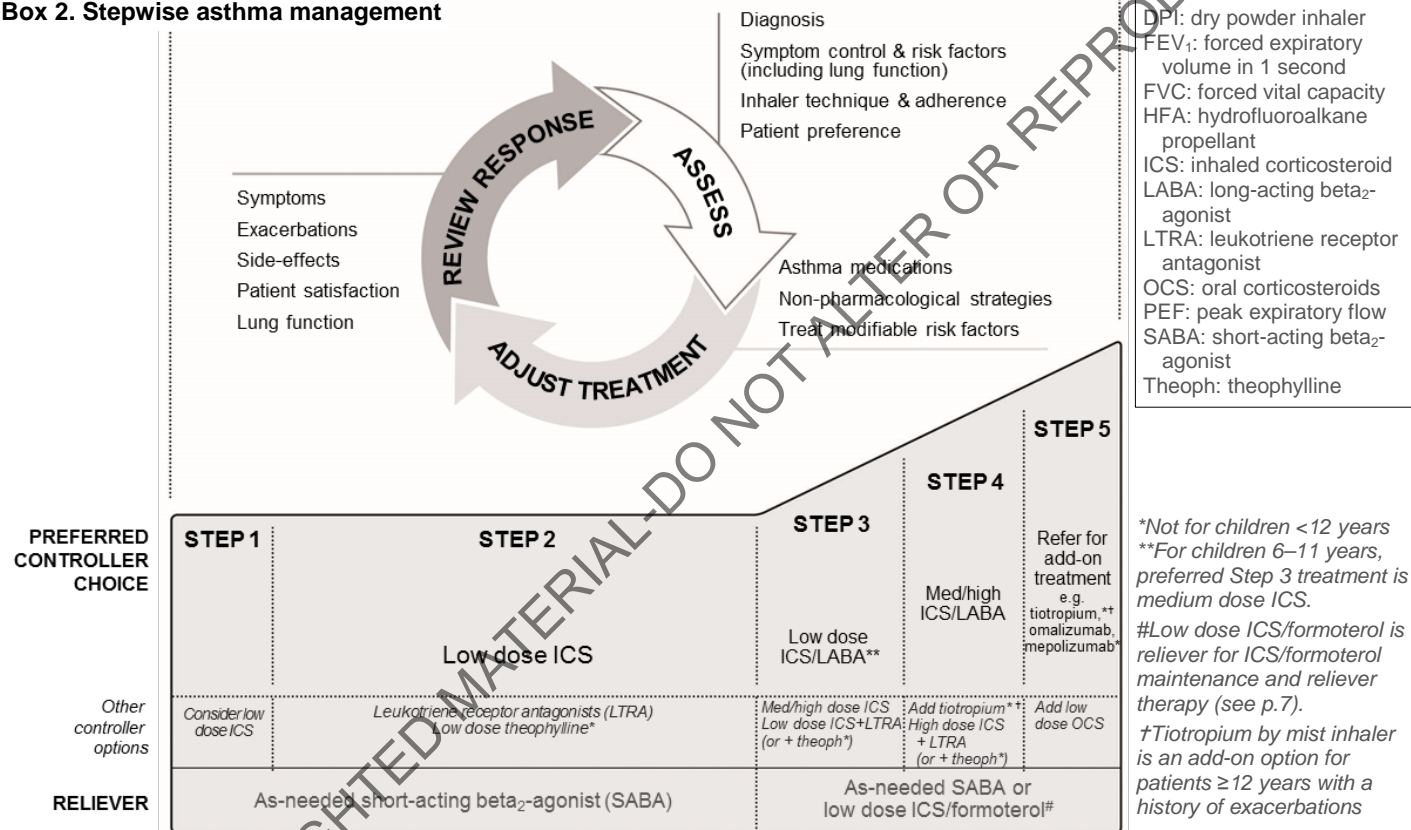 Box 2. Stepwise asthma management
Diagnosis
Symptom control & risk factors
(including lung function)
Inhaler technique & adherence
Patient preference
REVIEW RESPONSE
ASSESS
ADJUST TREATMENT
Symptoms
Exacerbations
Side-effects
Patient satisfaction
Lung function
Asthma medications
Non-pharmacological strategies
Treat modifiable risk factors
DPI: dry powder inhaler
FEV₁: forced expiratory
volume in 1 second
FVC: forced vital capacity
HFA: hydrofluoroalkane
propellant
ICS: inhaled corticosteroid
LABA: long-acting beta₂-
agonist
LTRA: leukotriene receptor
antagonist
OCS: oral corticosteroids
PEF: peak expiratory flow
SABA: short-acting beta₂-
agonist
Theoph: theophylline
PREFERRED
CONTROLLER
CHOICE
STEP 1
STEP 2
Low dose ICS
STEP 3
Low dose
ICS/LABA**
STEP 4
Med/high
ICS/LABA
STEP 5
Refer for
add-on
treatment
e.g.
tiotropium,*†
omalizumab,
mepolizumab*
Other
controller
options
Consider low
dose ICS
Leukotriene receptor antagonists (LTRA)
Low dose theophylline*
Med/high dose ICS
Low dose ICS+LTRA
(or + theoph*)
Add tiotropium*†
High dose ICS
+ LTRA
(or + theoph*)
Add low
dose OCS
RELIEVER
As-needed short-acting beta₂-agonist (SABA)
As-needed SABA or
low dose ICS/formoterol#
*Not for children <12 years
**For children 6–11 years,
preferred Step 3 treatment is
medium dose ICS.
#Low dose ICS/formoterol is
reliever for ICS/formoterol
maintenance and reliever
therapy (see p.7).
†Tiotropium by mist inhaler
is an add-on option for
patients ≥12 years with a
history of exacerbations
MATERIAL-DO NOT ALTER OR